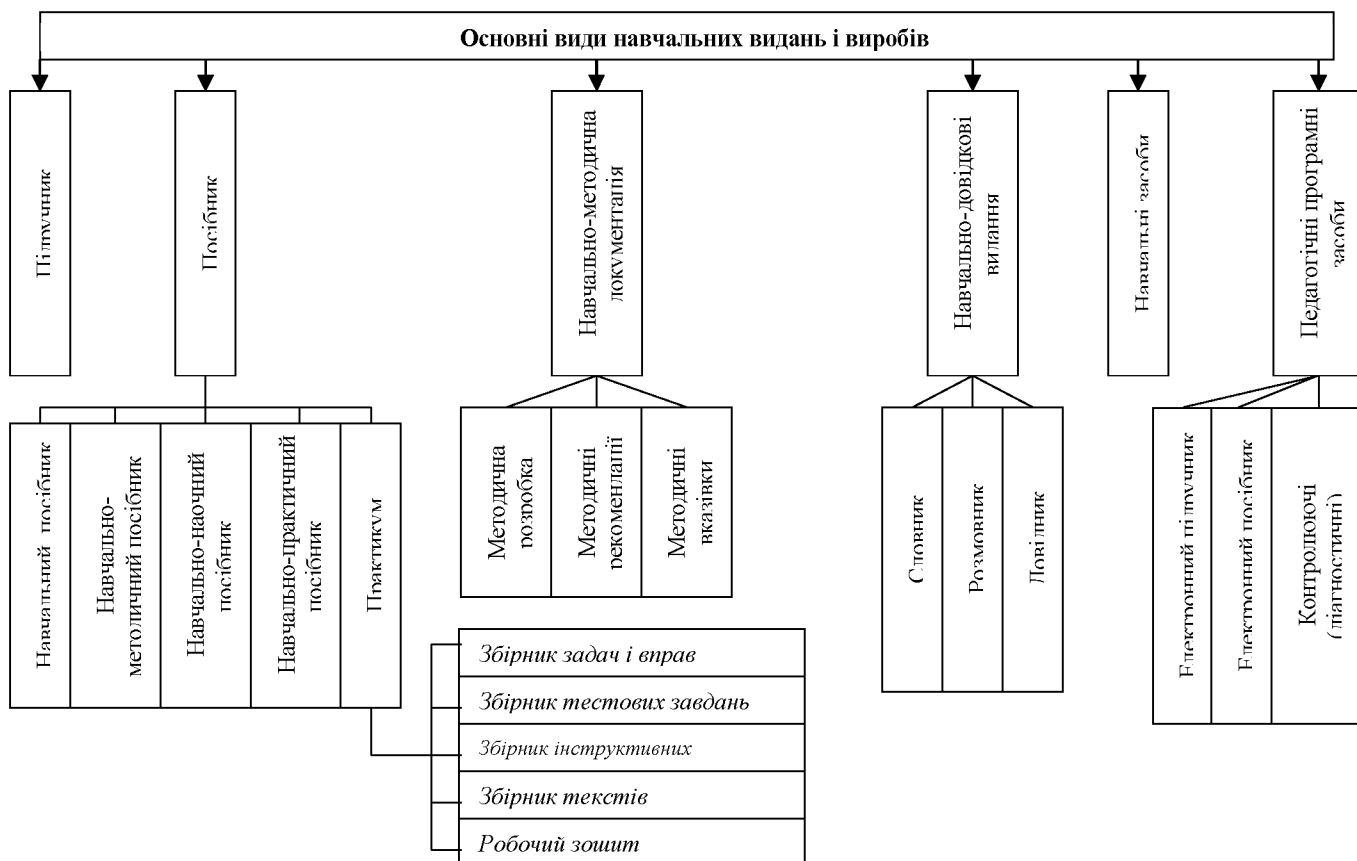 Основні види навчальних видань і виробів
Підручник
Посібник
Навчально-методична
документація
Навчально-довідкові
видання
Навчальні засоби
Педагогічні програмні
засоби
Навчальний посібник
Навчально-
методичний посібник
Навчально-наочний
посібник
Навчально-практичний
посібник
Практикум
Методична
розробка
Методичні
рекомендації
Методичні
вказівки
Словник
Розмовник
Довідник
Електронний підручник
Електронний посібник
Контролюючі
(діагностичні)
Збірник задач і вправ
Збірник тестових завдань
Збірник інструктивних
Збірник текстів
Робочий зошит